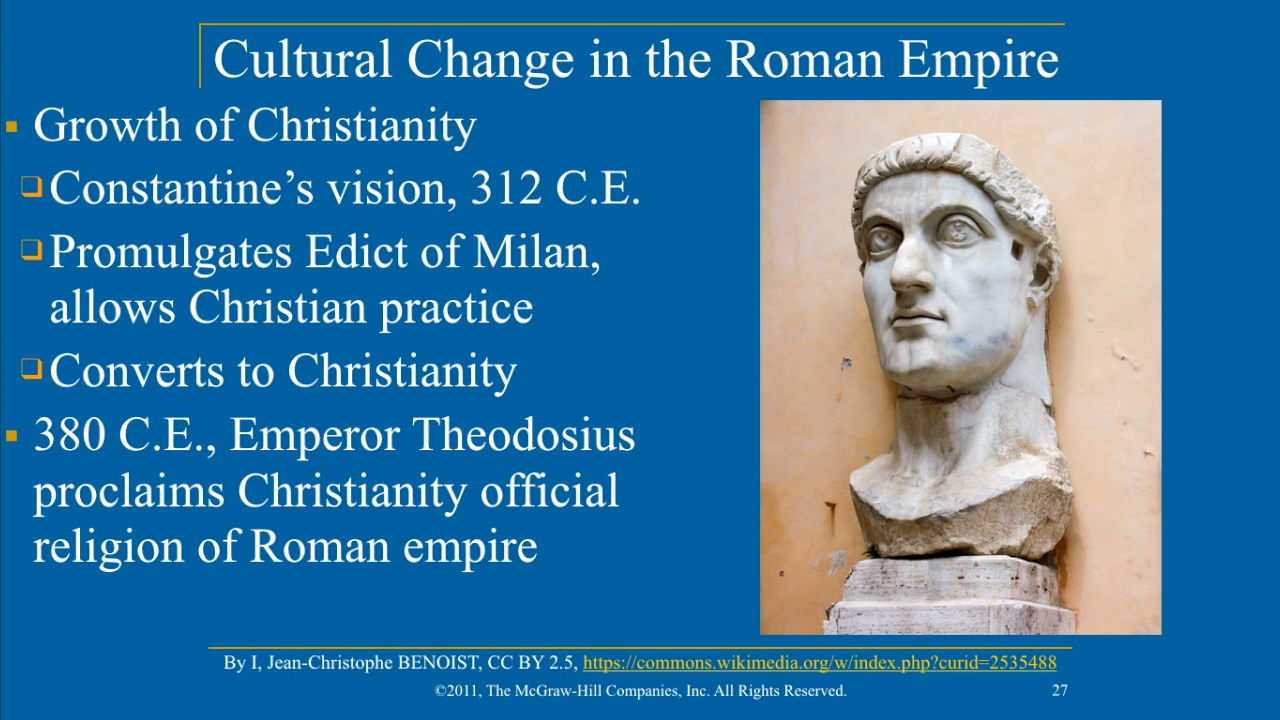 Cultural Change in the Roman Empire
Growth of Christianity
Constantine’s vision, 312 C.E.
Promulgates Edict of Milan,
allows Christian practice
Converts to Christianity
380 C.E., Emperor Theodosius
proclaims Christianity official
religion of Roman empire
By I, Jean-Christophe BENOIST, CC BY 2.5, https://commons.wikimedia.org/w/index.php?curid=2535488
©2011, The McGraw-Hill Companies, Inc. All Rights Reserved.
27